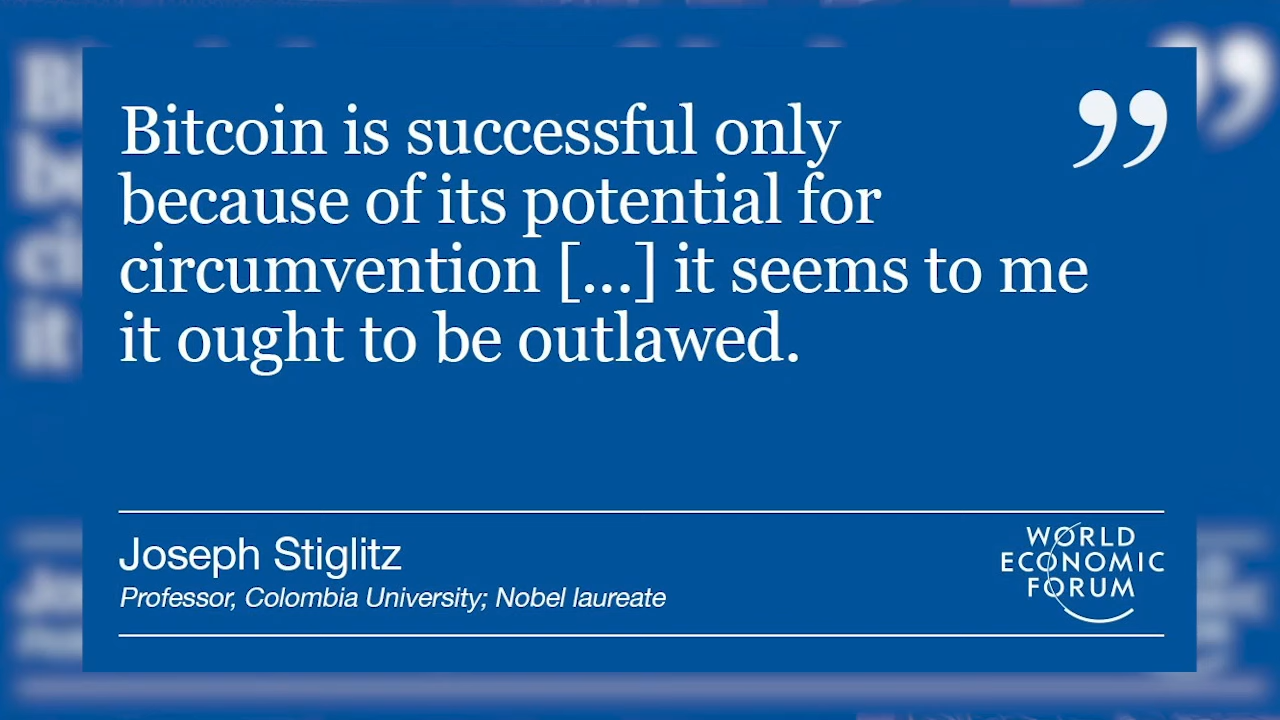 Bitcoin is successful only
because of its potential for
circumvention [...] it seems to me
it ought to be outlawed.
”
Joseph Stiglitz
Professor, Colombia University; Nobel laureate
WORLD
ECONOMIC
FORUM